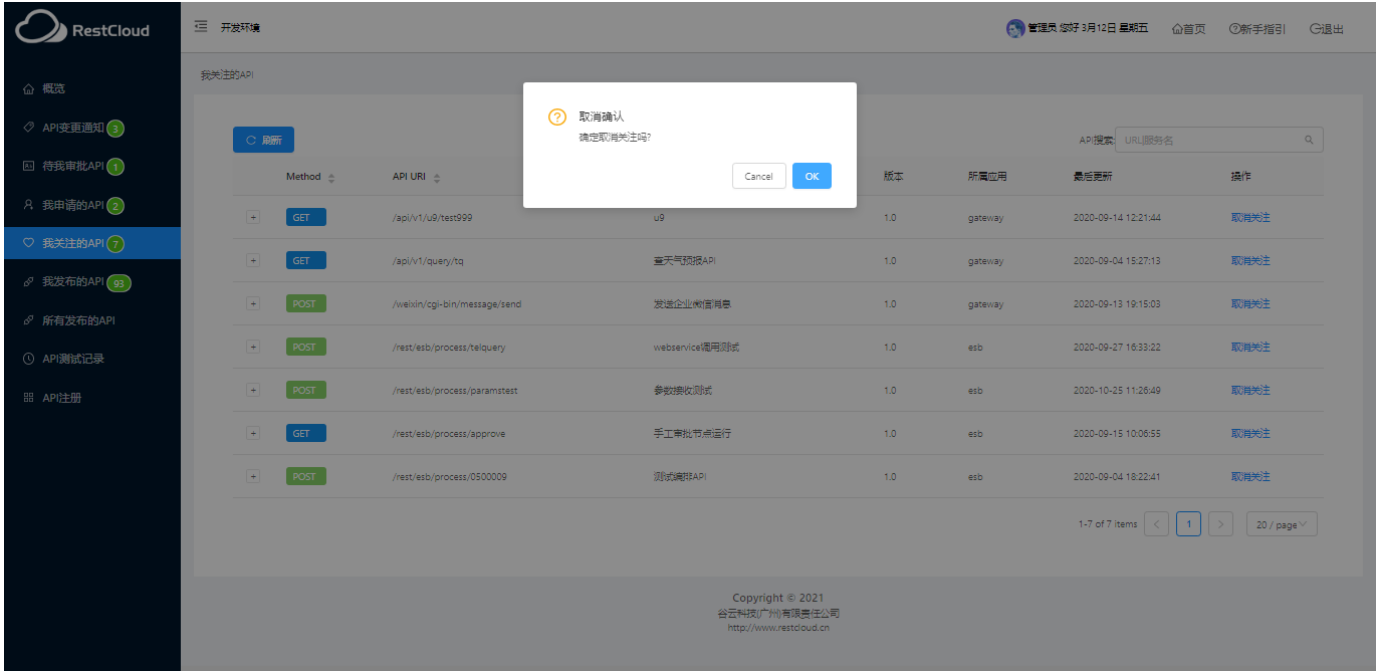 RestCloud
开发环境
管理员 您好 3月12日 星期五
首页
新手指引
退出
概览
API变更通知 3
待我审批API 1
我申请的API 2
我关注的API 7
我发布的API 93
所有发布的API
API测试记录
API注册
我关注的API
取消确认
确定取消关注吗?
Cancel OK
刷新
API搜索: URL|服务名
Method API URI 版本 所属应用 最后更新 操作
+ GET /api/v1/u9/test999 u9 1.0 gateway 2020-09-14 12:21:44 取消关注
+ GET /api/v1/query/tq 查天气预报API 1.0 gateway 2020-09-04 15:27:13 取消关注
+ POST /weixin/cgi-bin/message/send 发送企业微信消息 1.0 gateway 2020-09-13 19:15:03 取消关注
+ POST /rest/esb/process/telquery webservice调用测试 1.0 esb 2020-09-27 16:33:22 取消关注
+ POST /rest/esb/process/paramstest 参数接收测试 1.0 esb 2020-10-25 11:26:49 取消关注
+ GET /rest/esb/process/approve 手工审批节点运行 1.0 esb 2020-09-15 10:06:55 取消关注
+ POST /rest/esb/process/0500009 测试编排API 1.0 esb 2020-09-04 18:22:41 取消关注
1-7 of 7 items < 1 > 20 / page
Copyright © 2021
谷云科技(广州)有限责任公司
http://www.restcloud.cn